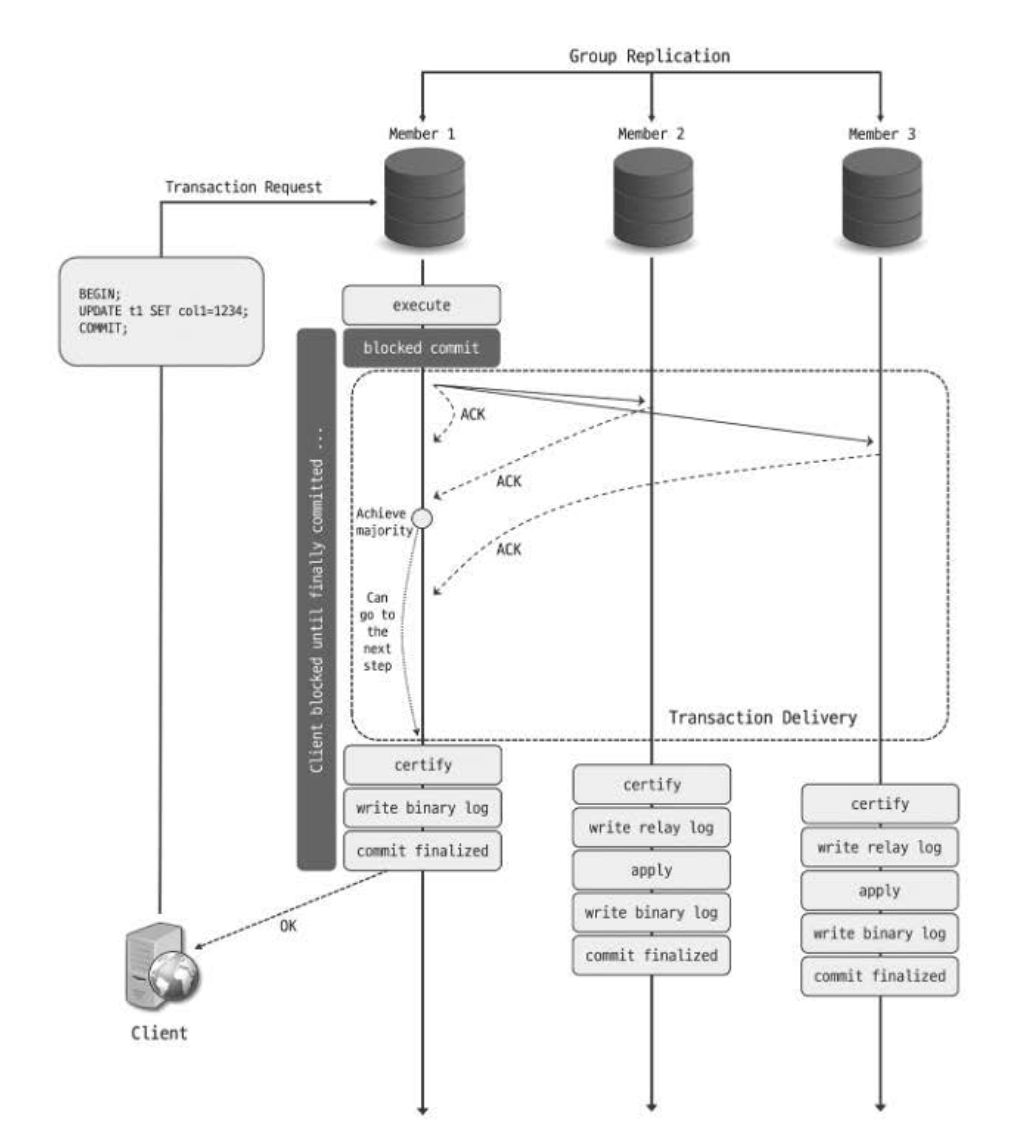 Group Replication
Member 1
Member 2
Member 3
Transaction Request
BEGIN;
UPDATE t1 SET col1=1234;
COMMIT;
execute
blocked commit
Client blocked until finally committed ...
ACK
ACK
Achieve
majority
ACK
Can
go to
the
next
step
Transaction Delivery
certify
write binary log
commit finalized
certify
write relay log
apply
write binary log
commit finalized
certify
write relay log
apply
write binary log
commit finalized
OK
Client